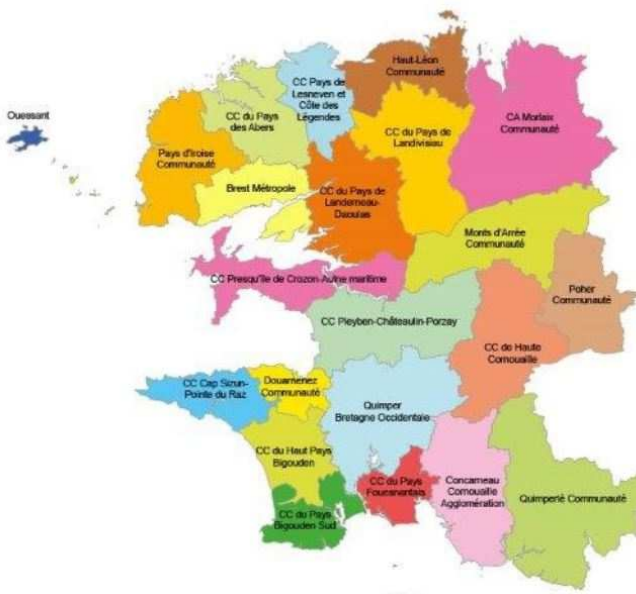 Haut-Léon
Communauté
CC Pays de
Lesneven et
Côte des
Légendes
CA Morlaix
Communauté
Ouessant
CC du Pays
des Abers
CC du Pays de
Landivisiau
Pays d'Iroise
Communauté
Brest Métropole
CC du Pays de
Landerneau-
Daoulas
Monts d'Arrée
Communauté
CC Presqu'île de Crozon-Aulne maritime
Poher
Communauté
CC Pleyben-Châteaulin-Porzay
CC de Haute
Cornouaille
CC Cap Sizun-
Pointe du Raz
Douarnenez
Communauté
Quimper
Bretagne Occidentale
CC du Haut Pays
Bigouden
CC du Pays
Fouesnantais
Concarneau
Cornouaille
Agglomération
Quimperlé Communauté
CC du Pays
Bigouden Sud